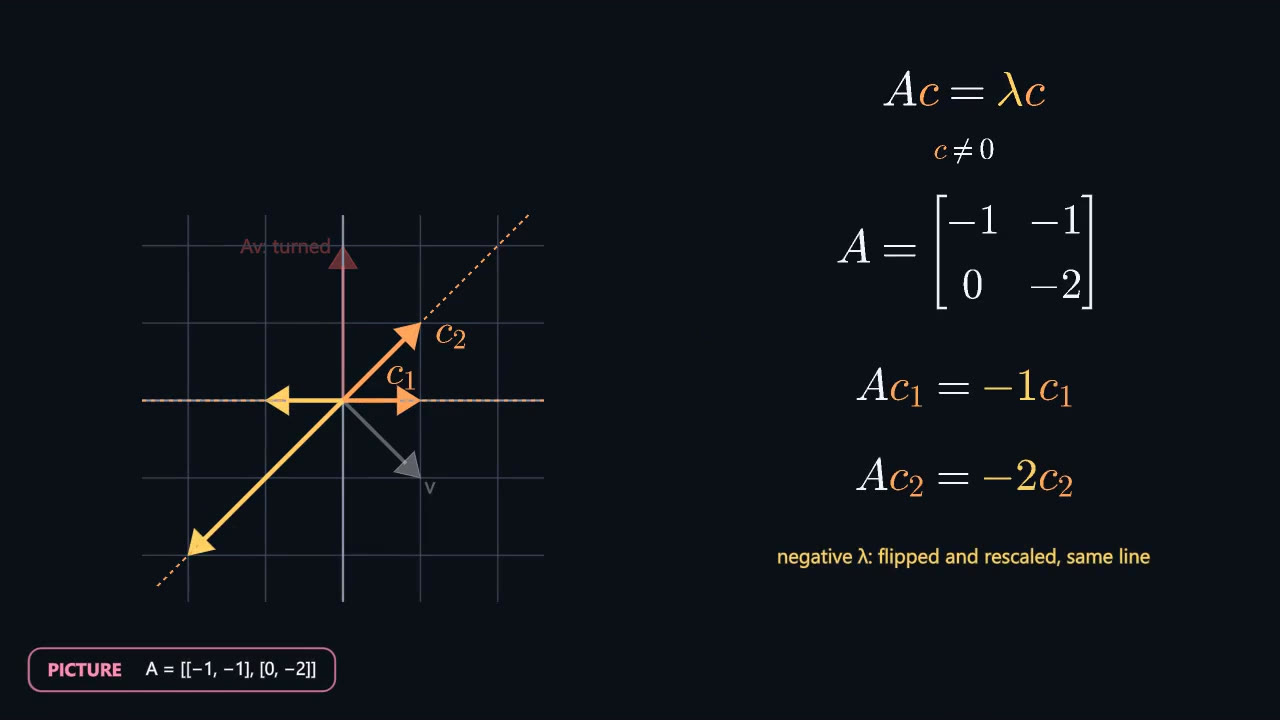 Ac = λc
c ≠ 0
A = [−1 −1
0 −2]
Av: turned
c₂
c₁
v
Ac₁ = −1c₁
Ac₂ = −2c₂
negative λ: flipped and rescaled, same line
PICTURE A = [[−1, −1], [0, −2]]